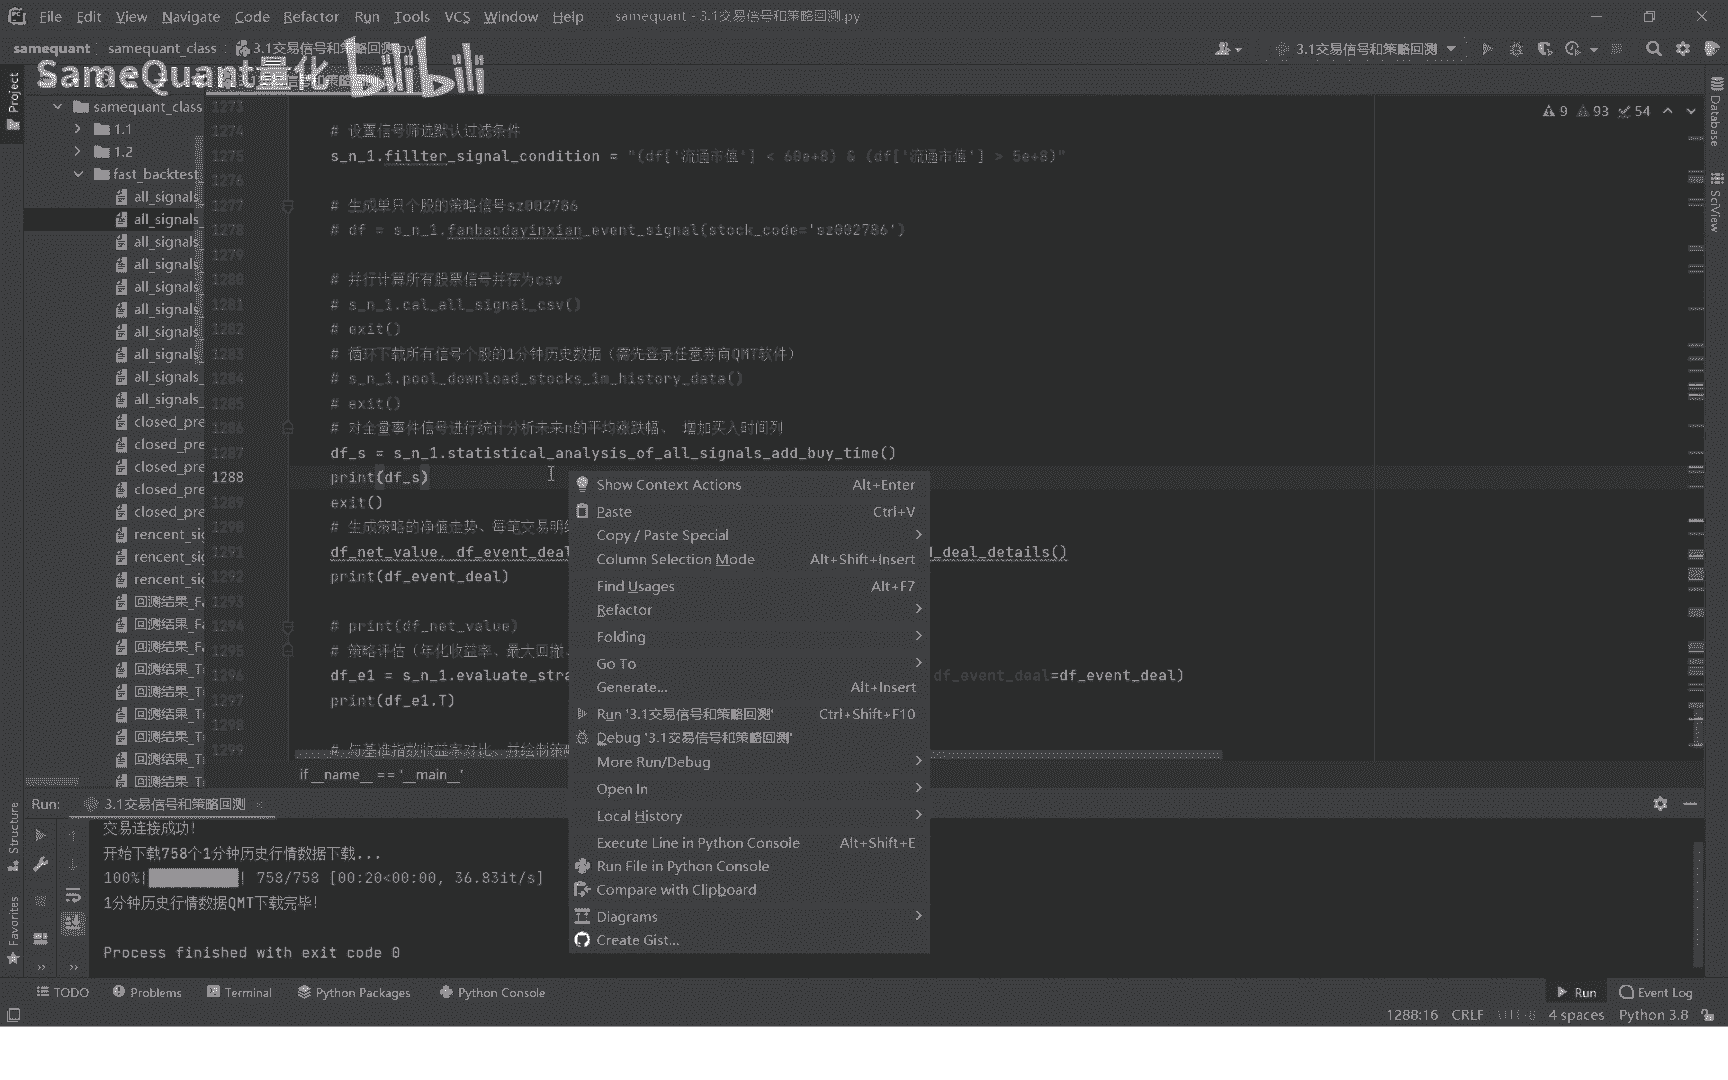 File Edit View Navigate Code Refactor Run Tools VCS Window Help samequant - 3.1交易信号和策略回测.py
samequant samequant_class 3.1交易信号和策略回测.py 3.1交易信号和策略回测
SameQuant量化 bilibili
Project
samequant_class
1.1
1.2
fast_backtest
all_signals
all_signals
all_signals
all_signals
all_signals
all_signals
all_signals
all_signals
all_signals_
all_signals_
closed_pre
closed_pre
closed_pre
closed_pre
closed_pre
rencent_sig
rencent_sig
rencent_sig
回测结果_Fa
回测结果_Fa
回测结果_Fa
回测结果_Tr
回测结果_Tr
回测结果_Tr
回测结果_Tr
回测结果_Tr
回测结果_Tr
9 93 54
Database
SciView
1273
1274 # 设置信号筛选默认过滤条件
1275 s_n_1.fillter_signal_condition = "(df['流通市值'] < 60e+8) & (df['流通市值'] > 5e+8)"
1276
1277 # 生成单只个股的策略信号sz002786
1278 # df = s_n_1.fanbaodayinxian_event_signal(stock_code='sz002786')
1279
1280 # 并行计算所有股票信号并存为csv
1281 # s_n_1.cal_all_signal_csv()
1282 # exit()
1283 # 循环下载所有信号个股的1分钟历史数据（需先登录任意券商QMT软件）
1284 # s_n_1.pool_download_stocks_1m_history_data()
1285 # exit()
1286 # 对全量事件信号进行统计分析未来n的平均涨跌幅、 增加买入时间列
1287 df_s = s_n_1.statistical_analysis_of_all_signals_add_buy_time()
1288 print(df_s)
1289 exit()
1290 # 生成策略的净值走势、每笔交易明细
1291 df_net_value, df_event_deal d_deal_details()
1292 print(df_event_deal)
1293
1294 # print(df_net_value)
1295 # 策略评估（年化收益率、最大回撤、
1296 df_e1 = s_n_1.evaluate_stra df_event_deal=df_event_deal)
1297 print(df_e1.T)
1298
1299 # 与基准指数收益率对比、并绘制策略
if __name__ == '__main__'
Show Context Actions Alt+Enter
Paste Ctrl+V
Copy / Paste Special
Column Selection Mode Alt+Shift+Insert
Find Usages Alt+F7
Refactor
Folding
Go To
Generate... Alt+Insert
Run '3.1交易信号和策略回测' Ctrl+Shift+F10
Debug '3.1交易信号和策略回测'
More Run/Debug
Open In
Local History
Execute Line in Python Console Alt+Shift+E
Run File in Python Console
Compare with Clipboard
Diagrams
Create Gist...
Run: 3.1交易信号和策略回测
Structure
Favorites
交易连接成功！
开始下载758个1分钟历史行情数据下载...
100%| | 758/758 [00:20<00:00, 36.83it/s]
1分钟历史行情数据QMT下载完毕！
Process finished with exit code 0
TODO Problems Terminal Python Packages Python Console Run Event Log
1288:16 CRLF UTF-8 4 spaces Python 3.8